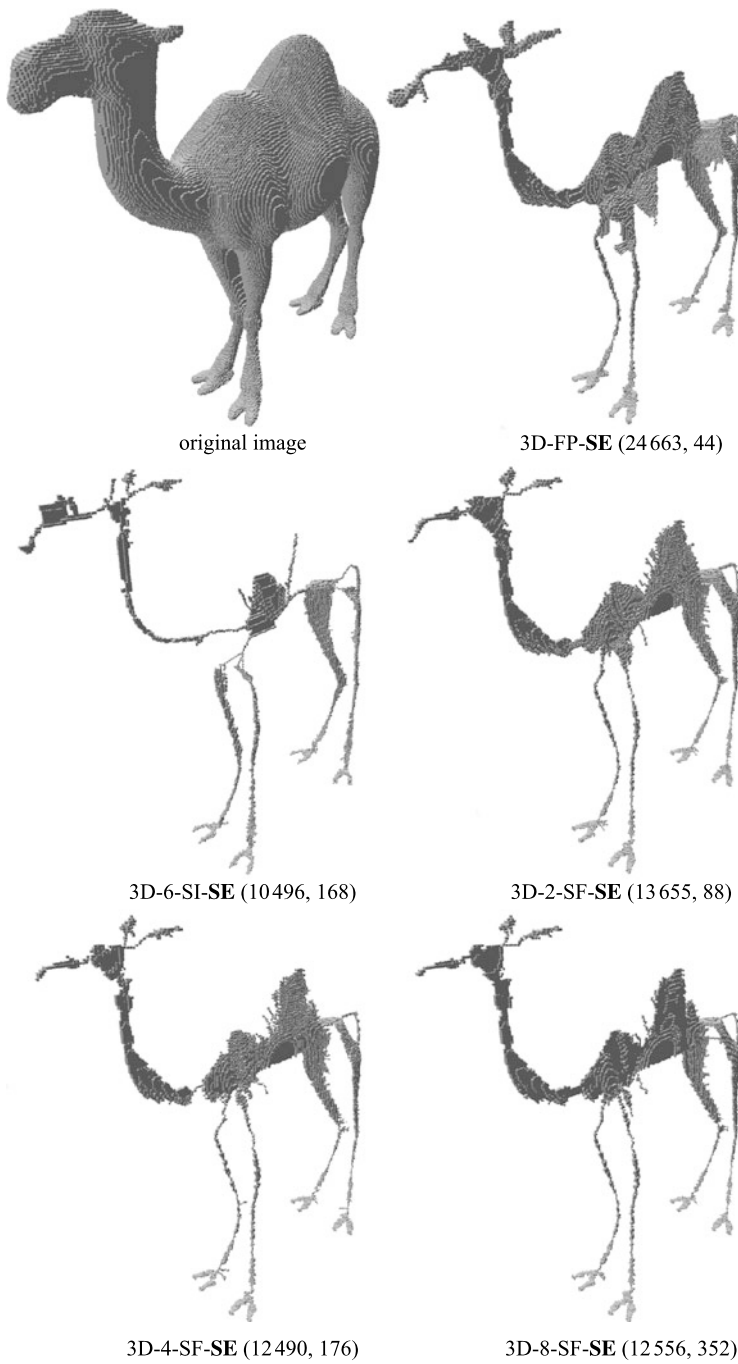 original image
3D-FP-SE (24 663, 44)
3D-6-SI-SE (10 496, 168)
3D-2-SF-SE (13 655, 88)
3D-4-SF-SE (12 490, 176)
3D-8-SF-SE (12 556, 352)